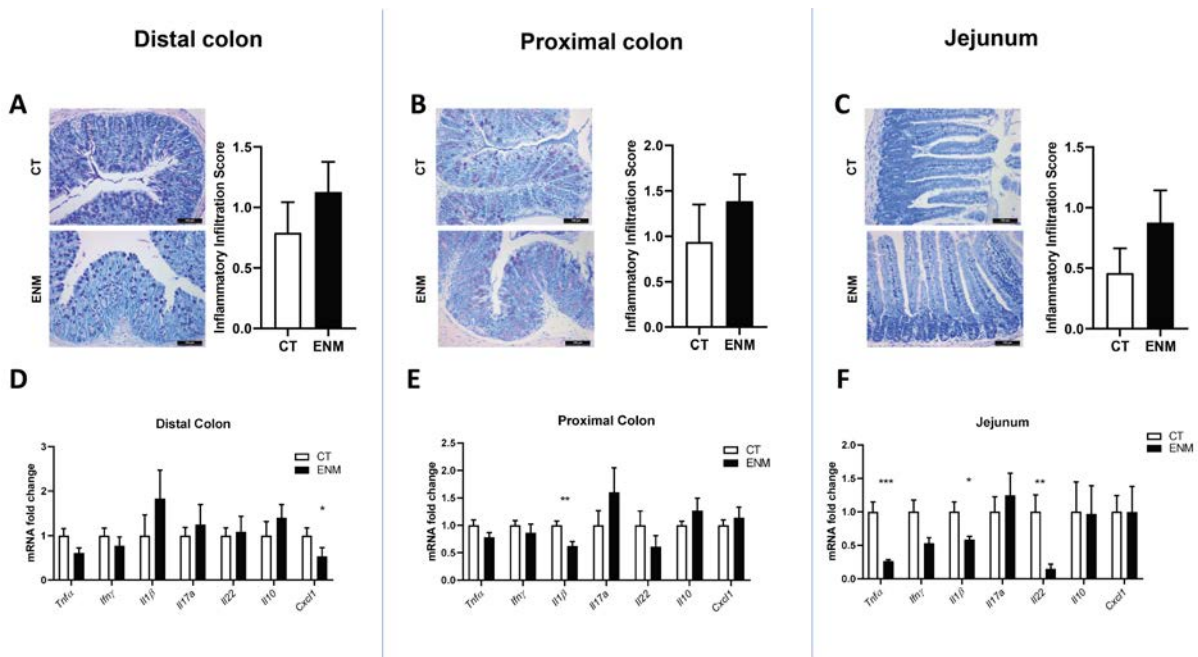 Distal colon
Proximal colon
Jejunum
A
CT
ENM
Inflammatory Infiltration Score
1.5
1.0
0.5
0.0
CT
ENM
B
CT
ENM
Inflammatory Infiltration Score
2.0
1.5
1.0
0.5
0.0
CT
ENM
C
CT
ENM
Inflammatory Infiltration Score
1.5
1.0
0.5
0.0
CT
ENM
D
Distal Colon
mRNA fold change
3
2
1
0
CT
ENM
*
Tnfα
Ifnγ
Il1β
Il17a
Il22
Il10
Cxcl1
E
Proximal Colon
mRNA fold change
2.5
2.0
1.5
1.0
0.5
0.0
CT
ENM
**
Tnfα
Ifnγ
Il1β
Il17a
Il22
Il10
Cxcl1
F
Jejunum
mRNA fold change
2.0
1.5
1.0
0.5
0.0
CT
ENM
***
*
**
Tnfα
Ifnγ
Il1β
Il17a
Il22
Il10
Cxcl1